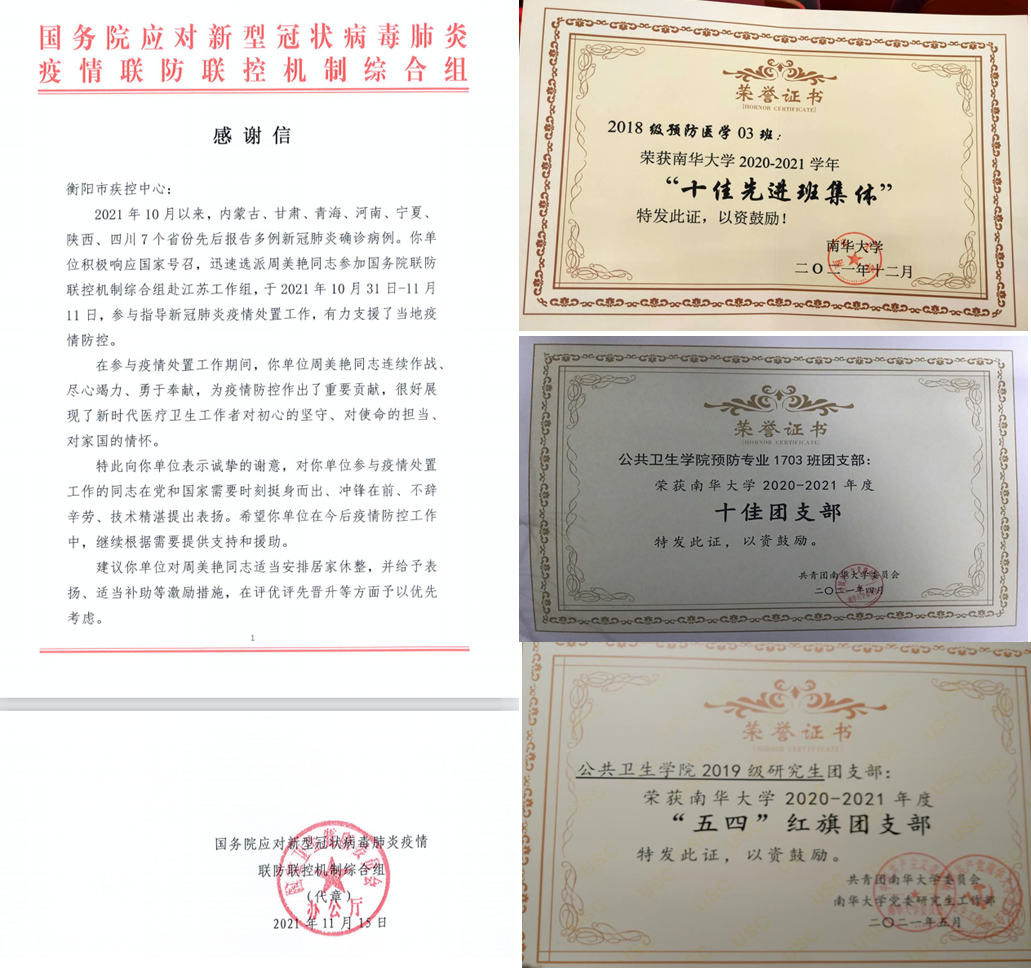 国务院应对新型冠状病毒肺炎
疫情联防联控机制综合组
感谢信
衡阳市疾控中心：
2021年10月以来，内蒙古、甘肃、青海、河南、宁夏、
陕西、四川7个省份先后报告多例新冠肺炎确诊病例。你单
位积极响应国家号召，迅速选派周美艳同志参加国务院联防
联控机制综合组赴江苏工作组，于2021年10月31日-11月
11日，参与指导新冠肺炎疫情处置工作，有力支援了当地疫
情防控。
在参与疫情处置工作期间，你单位周美艳同志连续作战、
尽心竭力、勇于奉献，为疫情防控作出了重要贡献，很好展
现了新时代医疗卫生工作者对初心的坚守、对使命的担当、
对家国的情怀。
特此向你单位表示诚挚的谢意，对你单位参与疫情处置
工作的同志在党和国家需要时刻挺身而出、冲锋在前、不辞
辛劳、技术精湛提出表扬。希望你单位在今后疫情防控工作
中，继续根据需要提供支持和援助。
建议你单位对周美艳同志适当安排居家休整，并给予表
扬、适当补助等激励措施，在评优评先晋升等方面予以优先
考虑。
1
国务院应对新型冠状病毒肺炎疫情
联防联控机制综合组
（代章）
办公厅
2021年11月15日
荣誉证书
[HORNOR CERTIFICATE]
2018级预防医学03班：
荣获南华大学2020-2021学年
“十佳先进班集体”
特发此证，以资鼓励！
南华大学
二〇二一年十二月
荣誉证书
[HORNOR CERTIFICATE]
公共卫生学院预防专业1703班团支部：
荣获南华大学2020-2021年度
十佳团支部
特发此证，以资鼓励。
共青团南华大学委员会
二〇二一年四月
荣誉证书
[HORNOR CERTIFICATE]
公共卫生学院2019级研究生团支部：
荣获南华大学2020-2021年度
“五四”红旗团支部
特发此证，以资鼓励。
共青团南华大学委员会
南华大学党委研究生工作部
二〇二一年五月